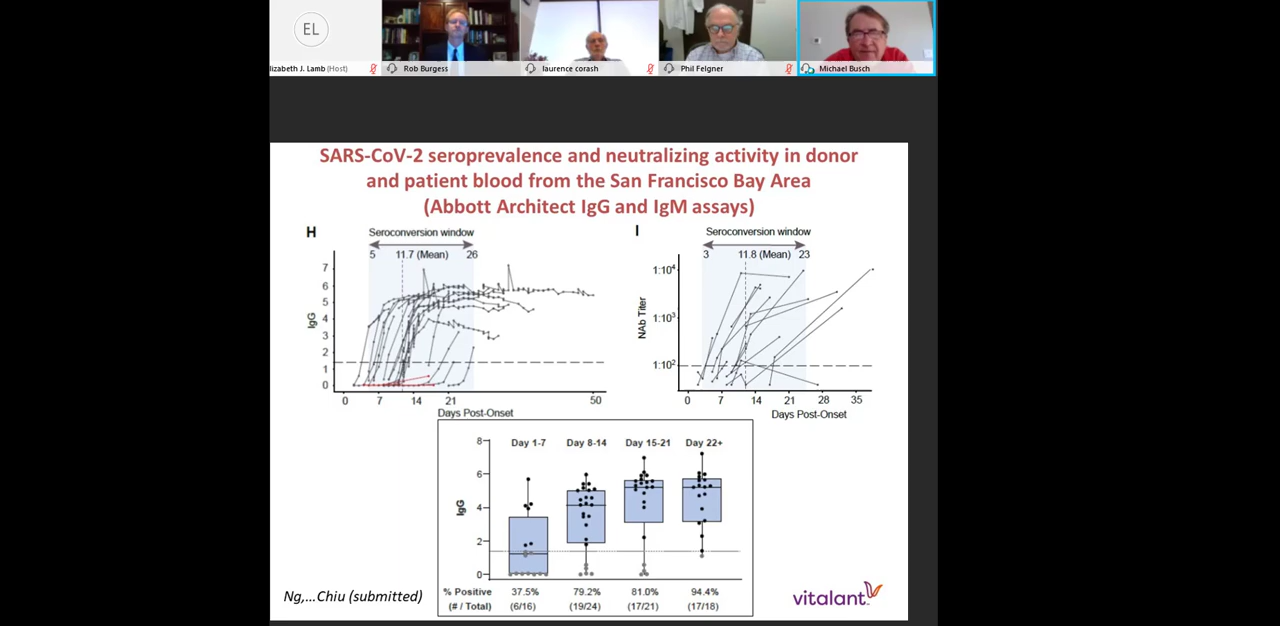 EL
lizabeth J. Lamb (Host)
Rob Burgess
laurence corash
Phil Felgner
Michael Busch
SARS-CoV-2 seroprevalence and neutralizing activity in donor
and patient blood from the San Francisco Bay Area
(Abbott Architect IgG and IgM assays)
H
Seroconversion window
5 11.7 (Mean) 26
7
6
5
4
3
2
1
0
IgG
0 7 14 21 50
Days Post-Onset
I
Seroconversion window
3 11.8 (Mean) 23
1:10⁴
1:10³
1:10²
NAb Titer
0 7 14 21 28 35
Days Post-Onset
Day 1-7 Day 8-14 Day 15-21 Day 22+
8
6
4
2
0
IgG
% Positive 37.5% 79.2% 81.0% 94.4%
(# / Total) (6/16) (19/24) (17/21) (17/18)
Ng,...Chiu (submitted)
vitalant